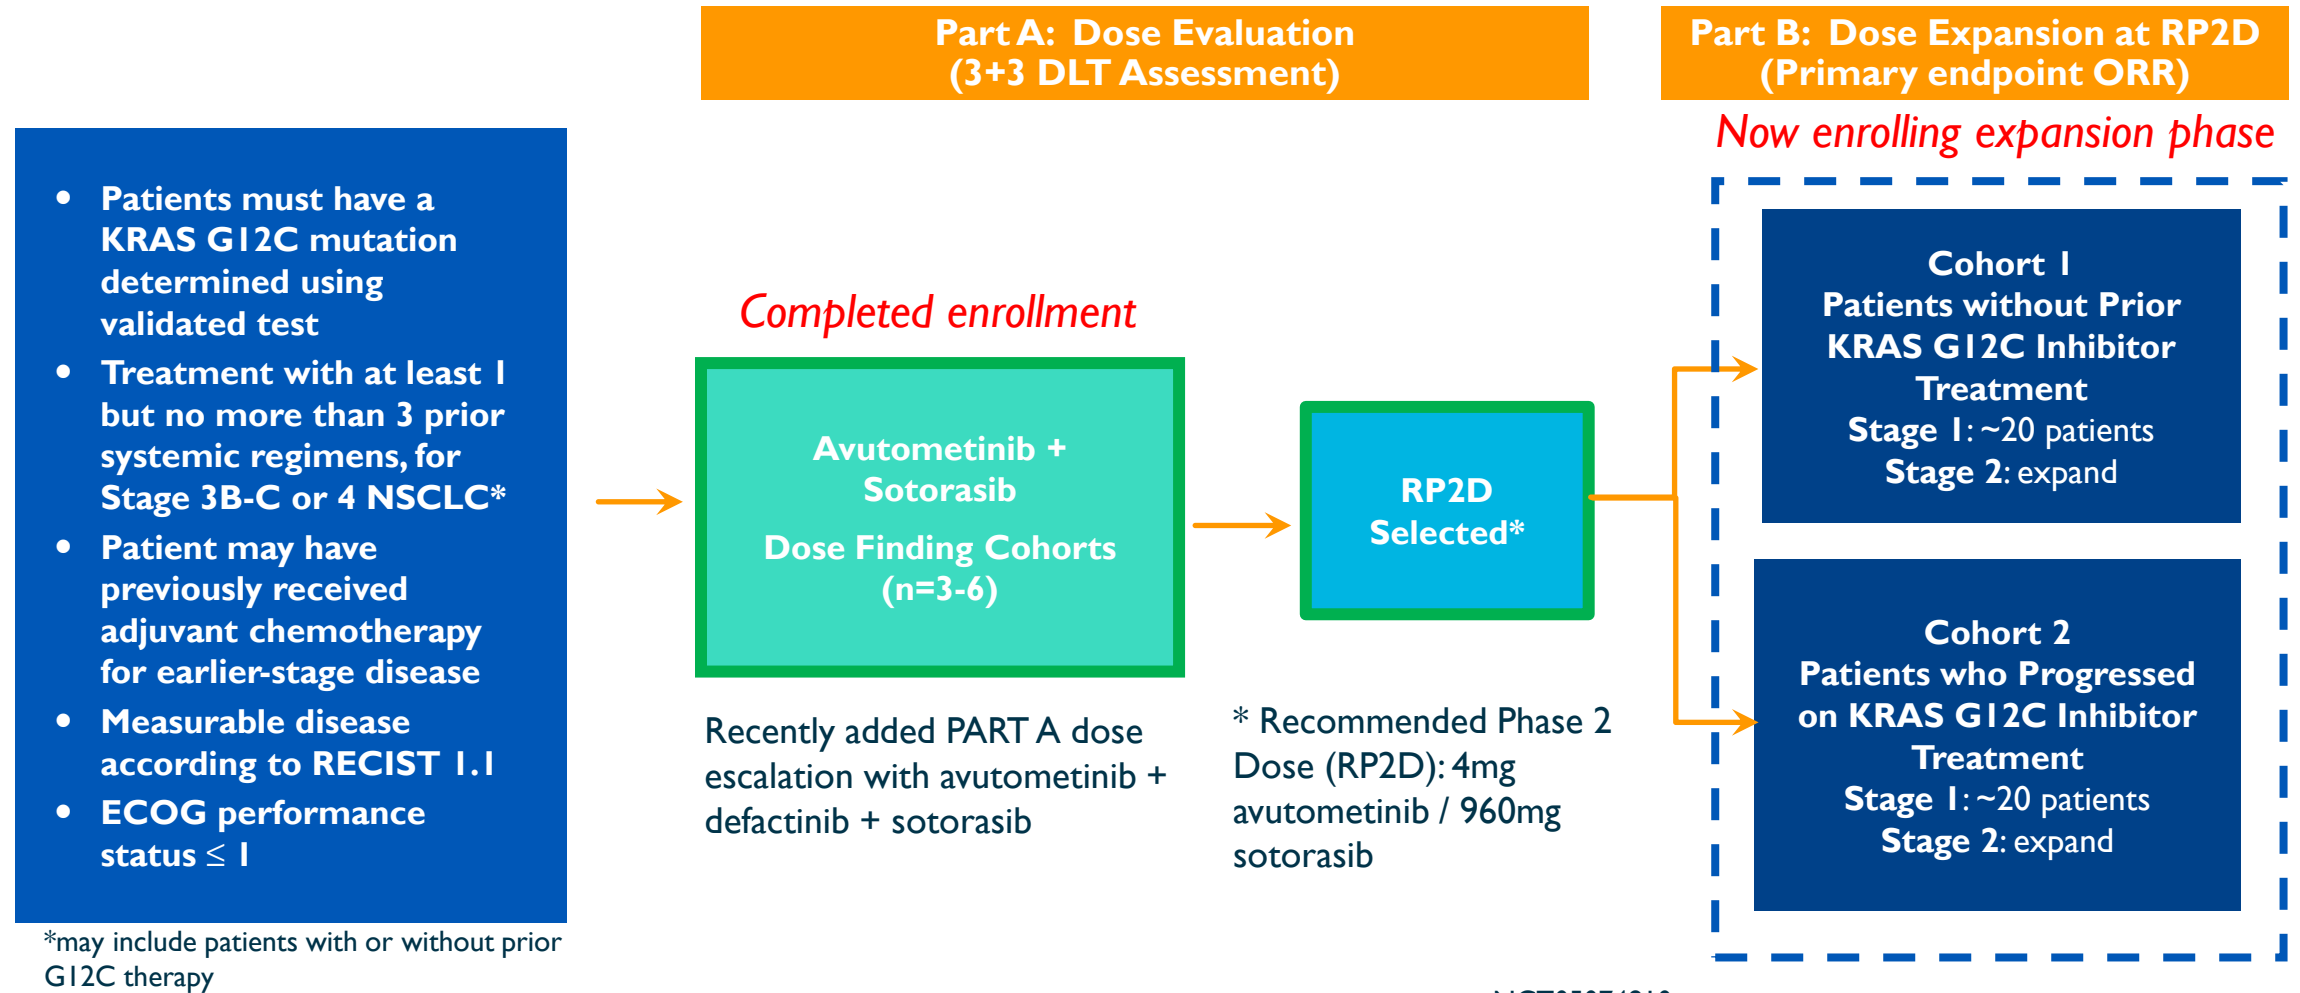 Part A: Dose Evaluation
(3+3 DLT Assessment)
Part B: Dose Expansion at RP2D
(Primary endpoint ORR)
Now enrolling expansion phase
• Patients must have a
KRAS G12C mutation
determined using
validated test
• Treatment with at least 1
but no more than 3 prior
systemic regimens, for
Stage 3B-C or 4 NSCLC*
• Patient may have
previously received
adjuvant chemotherapy
for earlier-stage disease
• Measurable disease
according to RECIST 1.1
• ECOG performance
status ≤ 1
*may include patients with or without prior
G12C therapy
Completed enrollment
Avutometinib +
Sotorasib
Dose Finding Cohorts
(n=3-6)
Recently added PART A dose
escalation with avutometinib +
defactinib + sotorasib
RP2D
Selected*
* Recommended Phase 2
Dose (RP2D): 4mg
avutometinib / 960mg
sotorasib
Cohort 1
Patients without Prior
KRAS G12C Inhibitor
Treatment
Stage 1: ~20 patients
Stage 2: expand
Cohort 2
Patients who Progressed
on KRAS G12C Inhibitor
Treatment
Stage 1: ~20 patients
Stage 2: expand